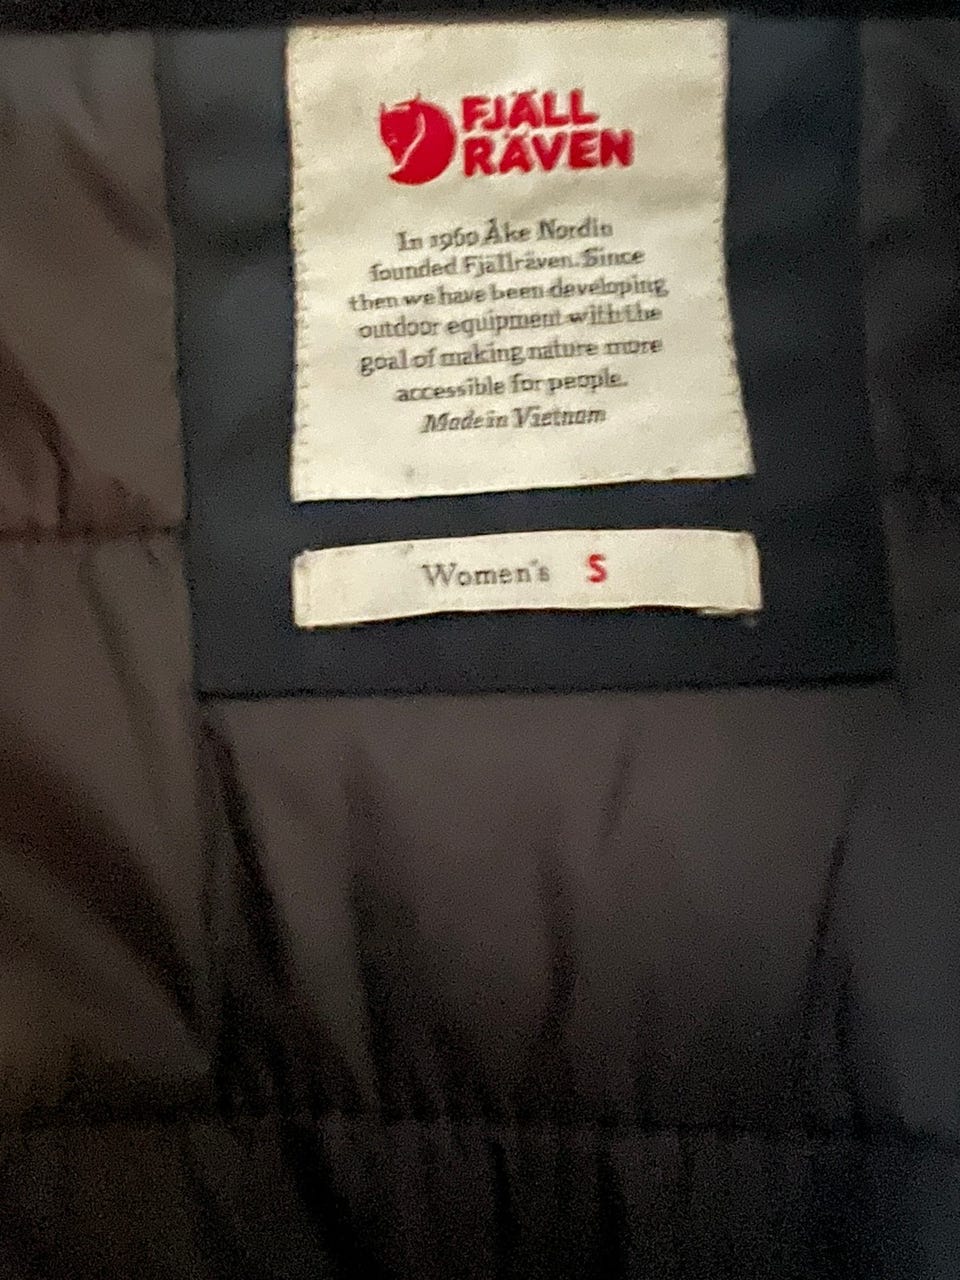 FJÄLL
RÄVEN
In 1960 Åke Nordin
founded Fjällräven. Since
then we have been developing
outdoor equipment with the
goal of making nature more
accessible for people.
Made in Vietnam
Women's S